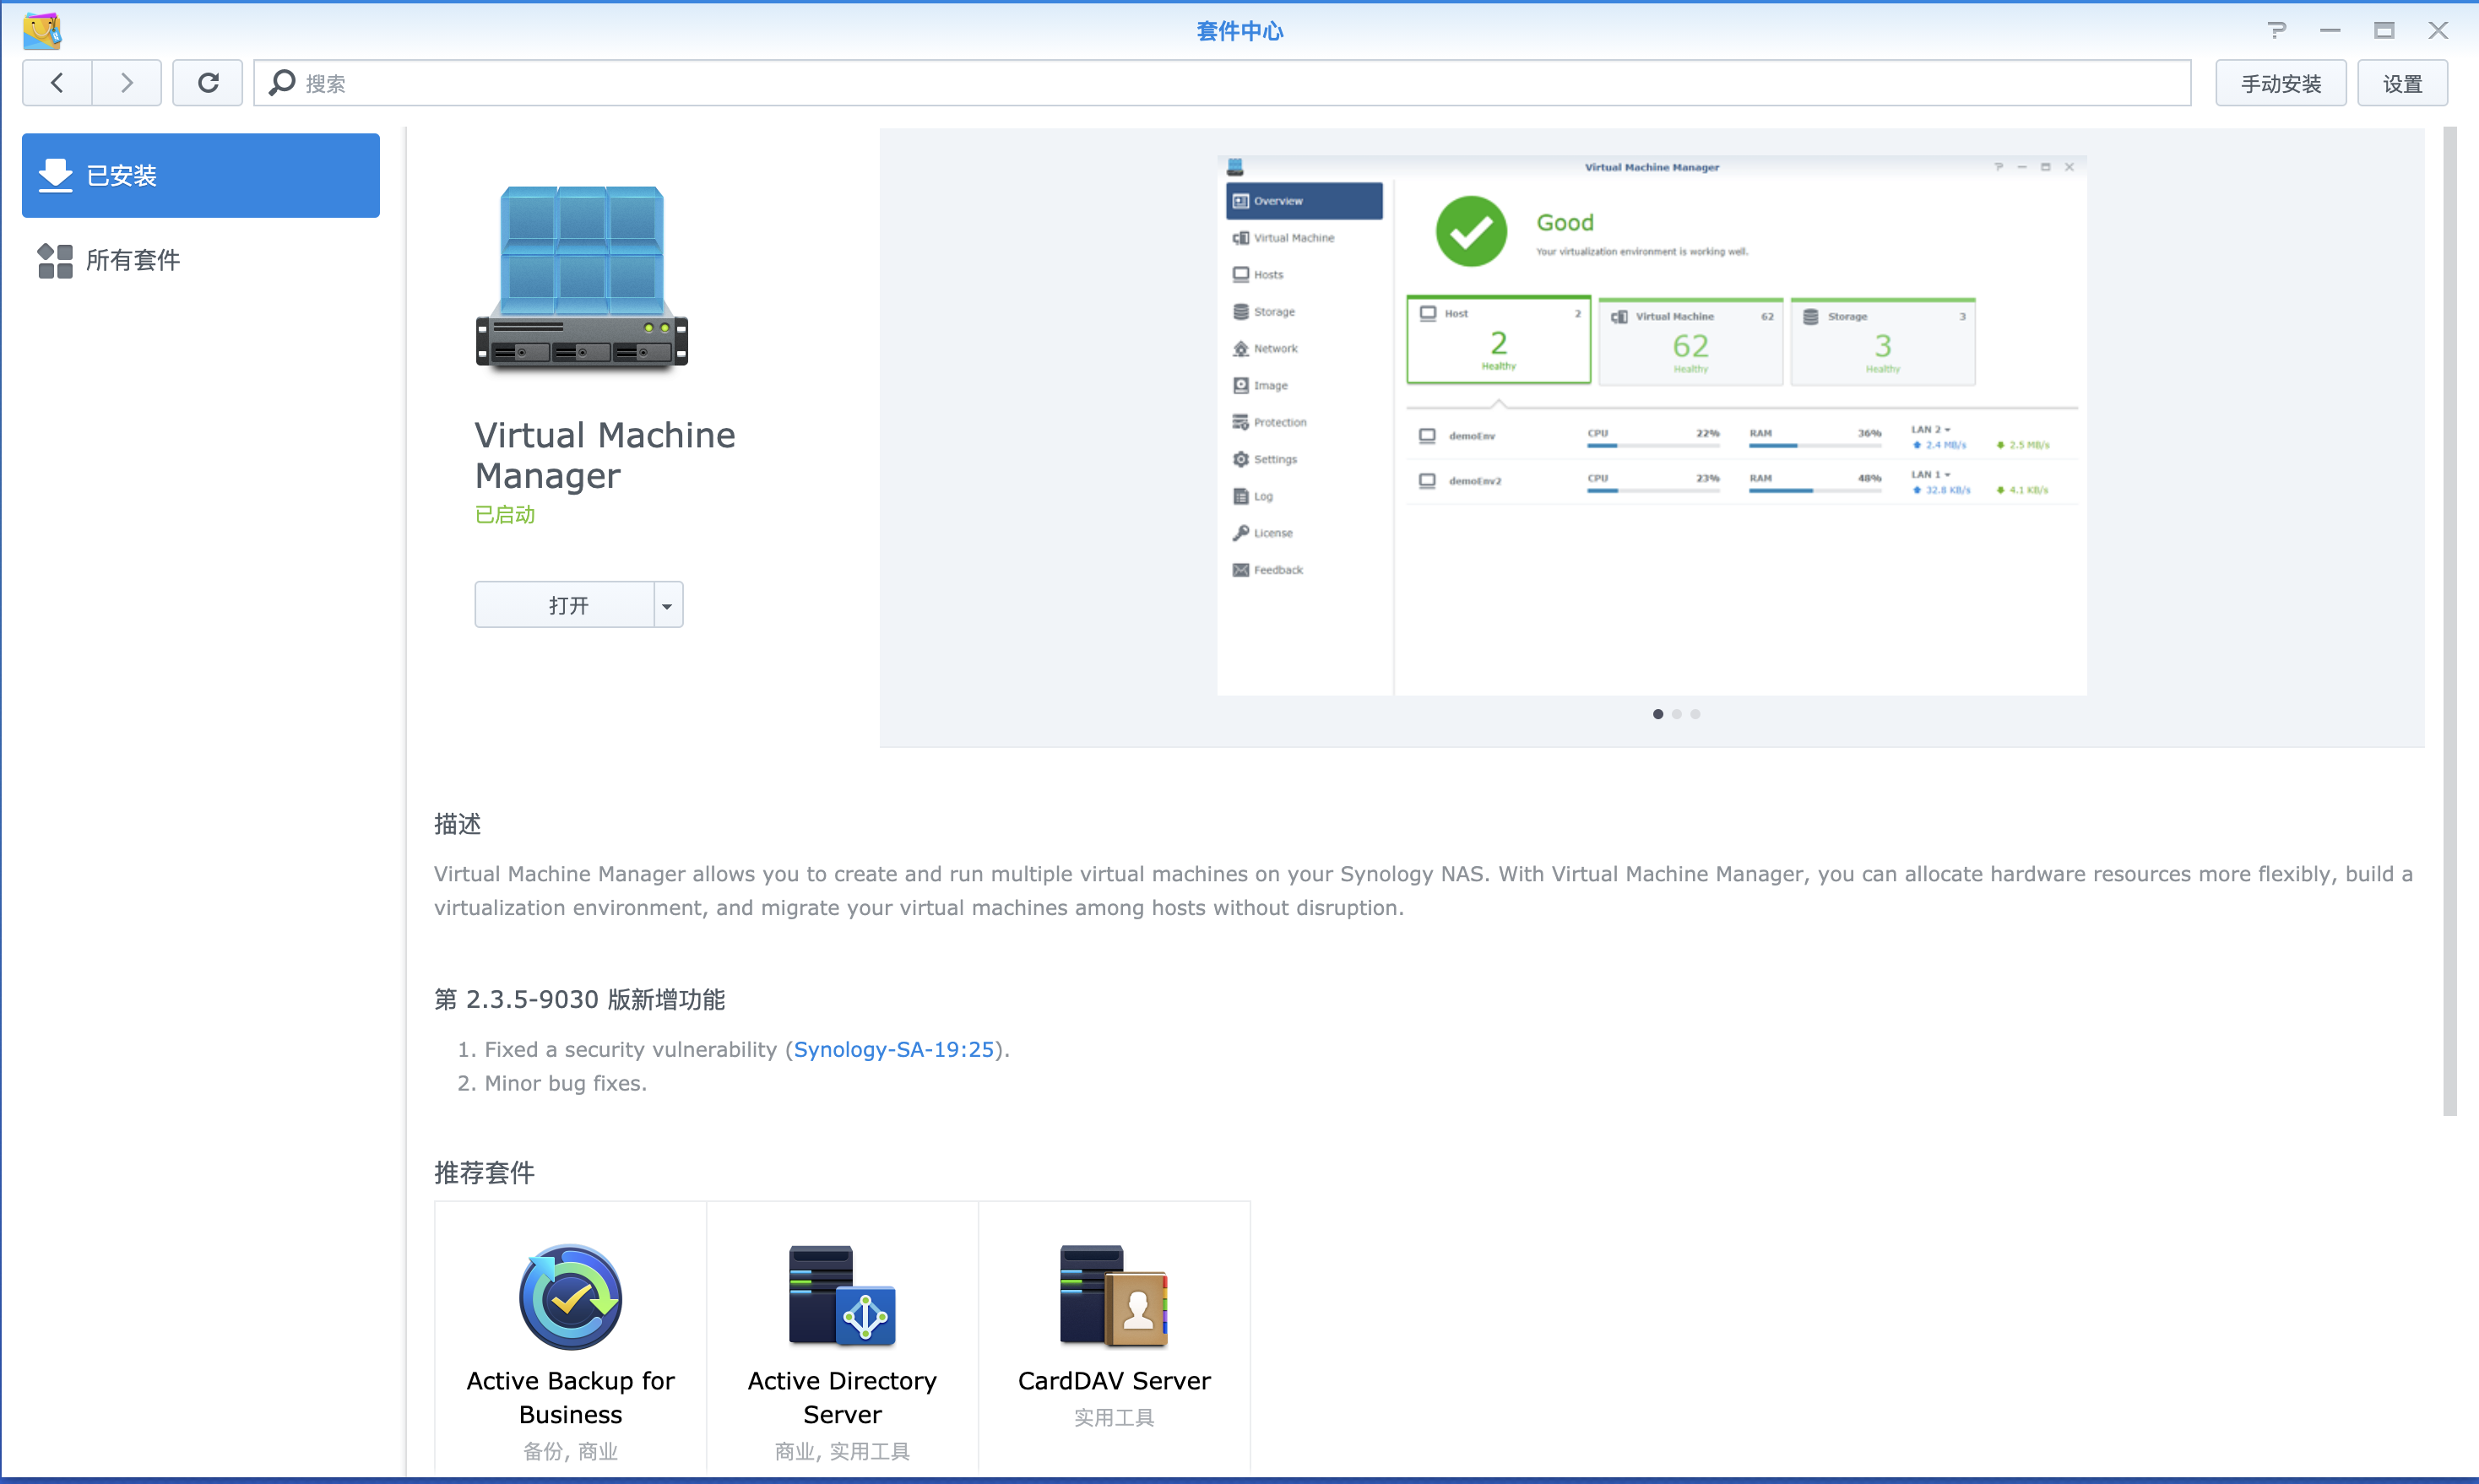 套件中心
搜索
手动安装
设置
已安装
所有套件
Virtual Machine
Manager
已启动
打开
Virtual Machine Manager
Overview
Virtual Machine
Hosts
Storage
Network
Image
Protection
Settings
Log
License
Feedback
Good
Your virtualization environment is working well.
Host 2
2
Healthy
Virtual Machine 62
62
Healthy
Storage 3
3
Healthy
demoEnv CPU 22% RAM 36% LAN 2
2.4 MB/s 2.5 MB/s
demoEnv2 CPU 23% RAM 48% LAN 1
32.8 KB/s 4.1 KB/s
描述
Virtual Machine Manager allows you to create and run multiple virtual machines on your Synology NAS. With Virtual Machine Manager, you can allocate hardware resources more flexibly, build a
virtualization environment, and migrate your virtual machines among hosts without disruption.
第 2.3.5-9030 版新增功能
1. Fixed a security vulnerability (Synology-SA-19:25).
2. Minor bug fixes.
推荐套件
Active Backup for
Business
备份, 商业
Active Directory
Server
商业, 实用工具
CardDAV Server
实用工具